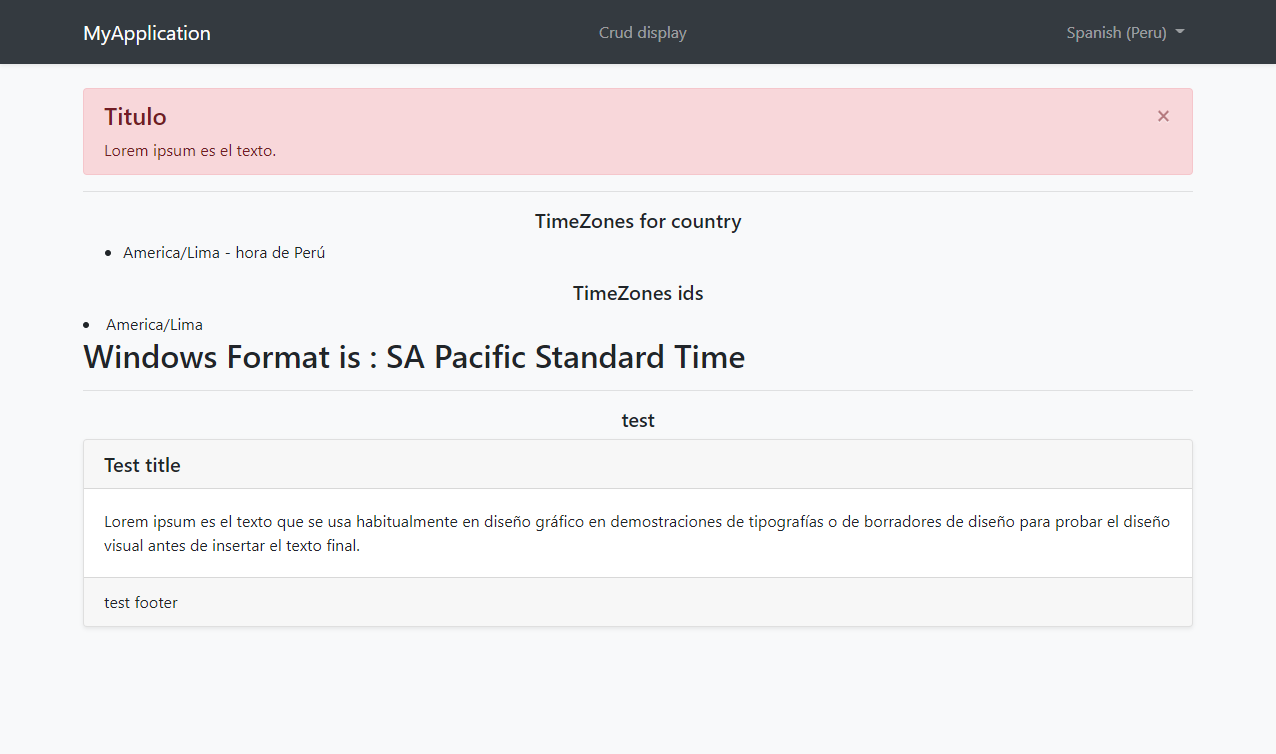 MyApplication Crud display Spanish (Peru)
Titulo ×
Lorem ipsum es el texto.
TimeZones for country
• America/Lima - hora de Perú
TimeZones ids
• America/Lima
Windows Format is : SA Pacific Standard Time
test
Test title
Lorem ipsum es el texto que se usa habitualmente en diseño gráfico en demostraciones de tipografías o de borradores de diseño para probar el diseño
visual antes de insertar el texto final.
test footer